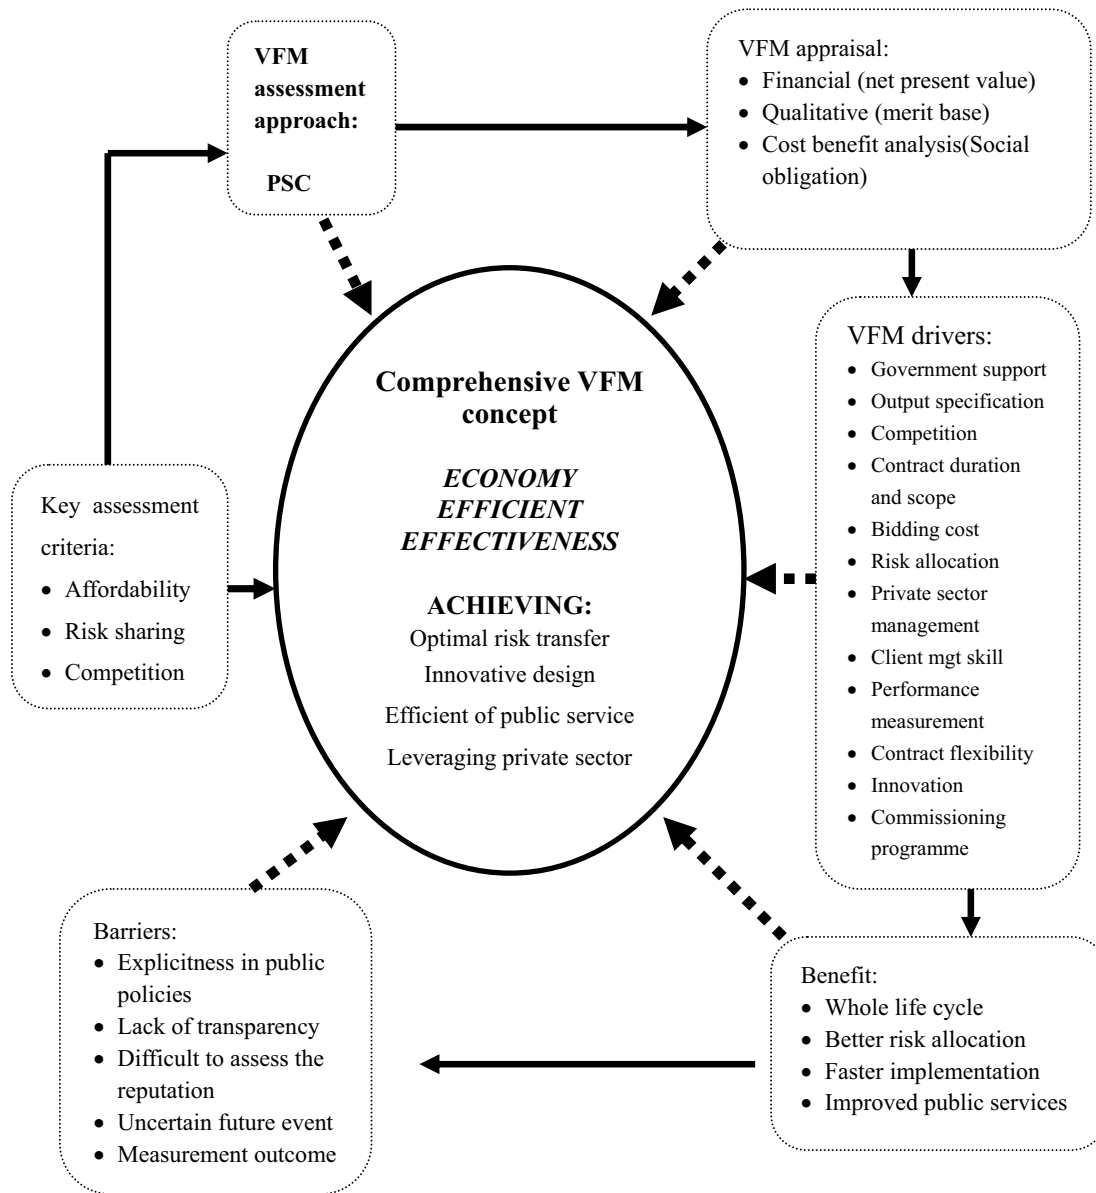 VFM
assessment
approach:
PSC
VFM appraisal:
• Financial (net present value)
• Qualitative (merit base)
• Cost benefit analysis(Social
obligation)
VFM drivers:
• Government support
• Output specification
• Competition
• Contract duration
and scope
• Bidding cost
• Risk allocation
• Private sector
management
• Client mgt skill
• Performance
measurement
• Contract flexibility
• Innovation
• Commissioning
programme
Comprehensive VFM
concept
ECONOMY
EFFICIENT
EFFECTIVENESS
ACHIEVING:
Optimal risk transfer
Innovative design
Efficient of public service
Leveraging private sector
Key assessment
criteria:
• Affordability
• Risk sharing
• Competition
Barriers:
• Explicitness in public
policies
• Lack of transparency
• Difficult to assess the
reputation
• Uncertain future event
• Measurement outcome
Benefit:
• Whole life cycle
• Better risk allocation
• Faster implementation
• Improved public services